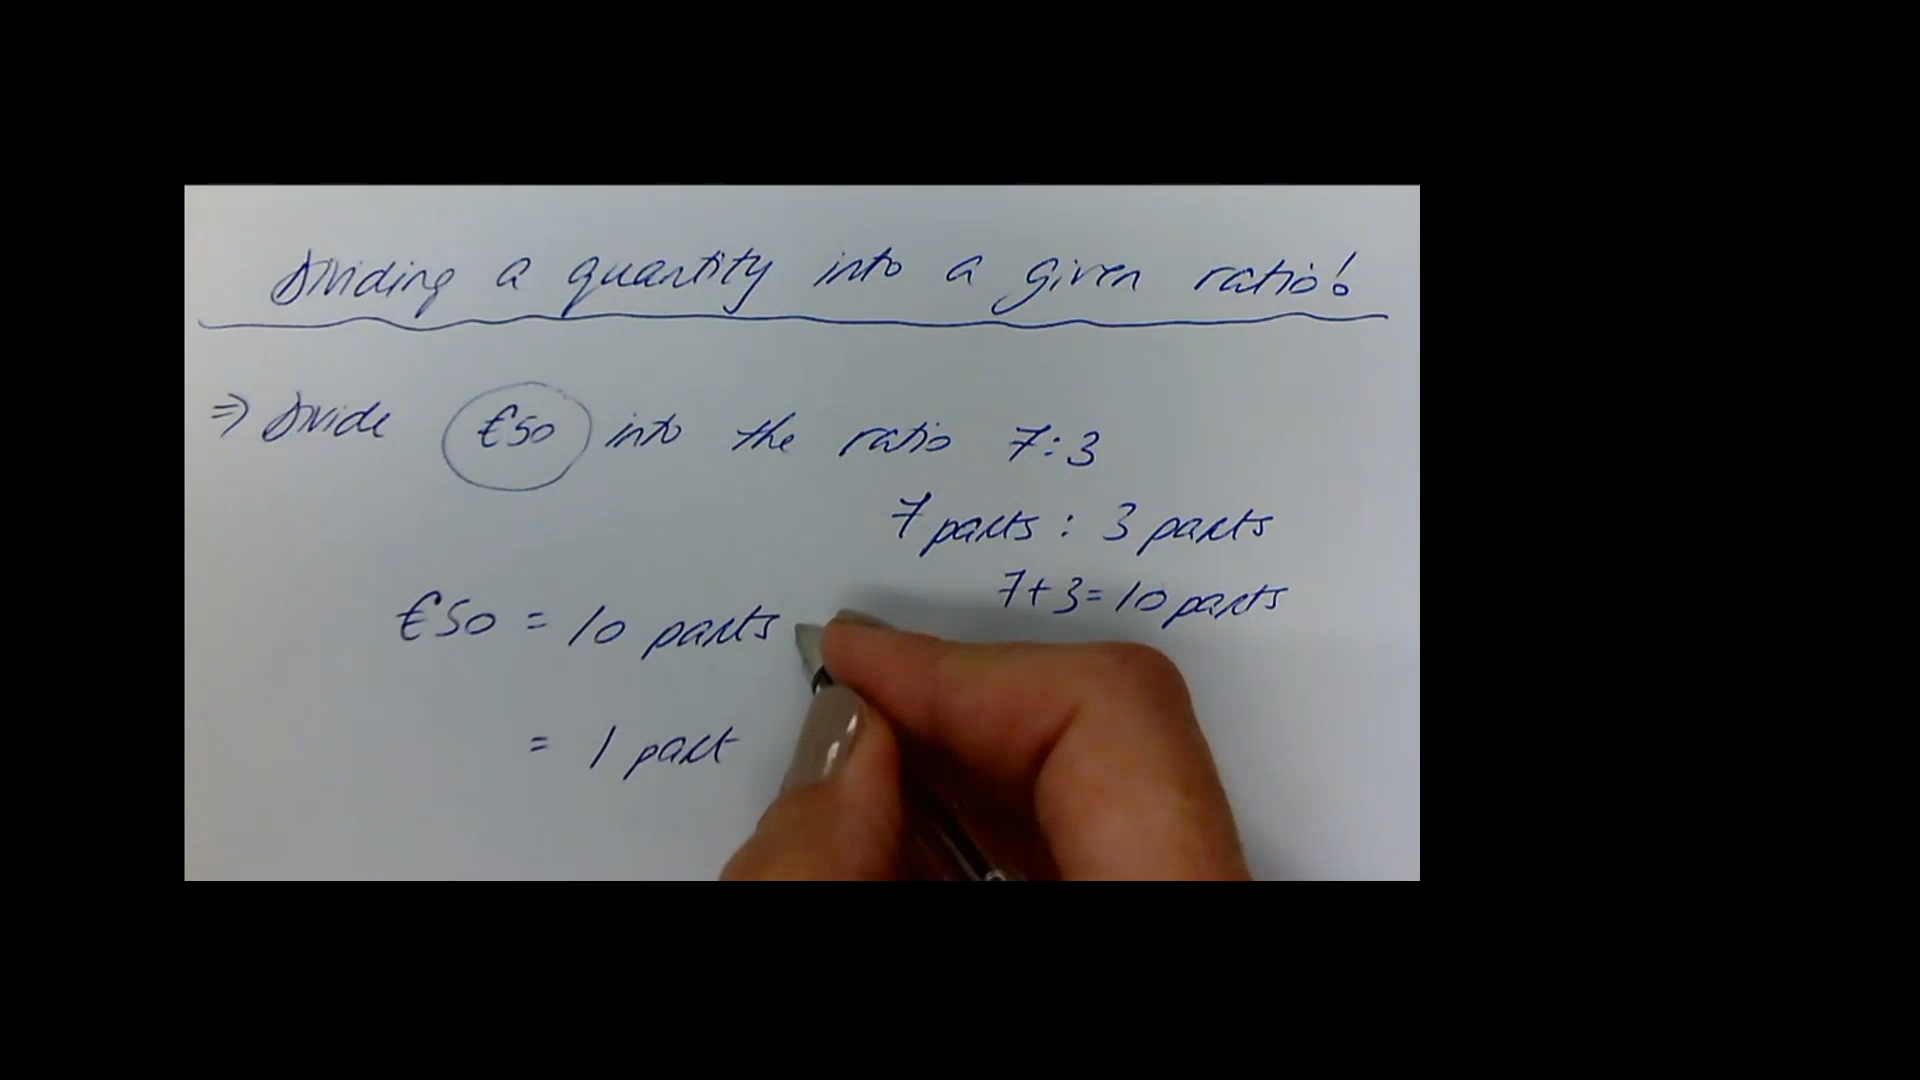 Dividing a quantity into a given ratio!
⇒ Divide €50 into the ratio 7:3
7 parts : 3 parts
7+3=10 parts
€50 = 10 parts
= 1 part